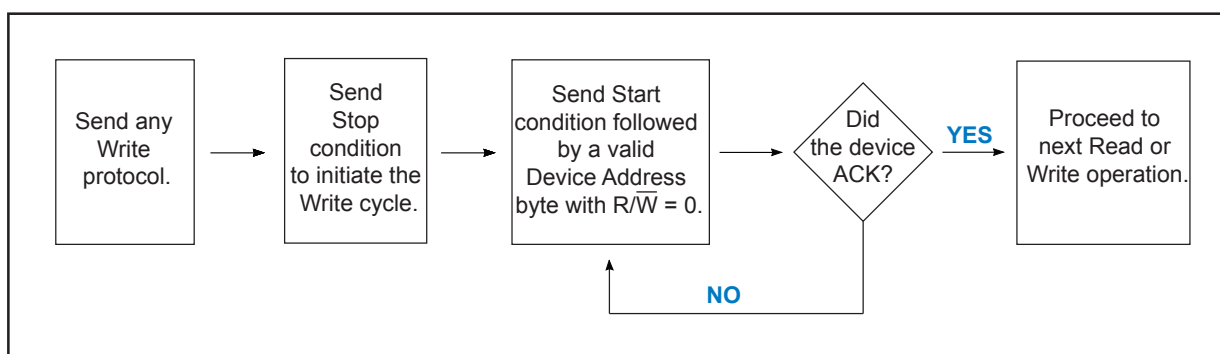 Send any
Write
protocol.
Send
Stop
condition
to initiate the
Write cycle.
Send Start
condition followed
by a valid
Device Address
byte with R/W̅ = 0.
Did
the device
ACK?
YES
Proceed to
next Read or
Write operation.
NO